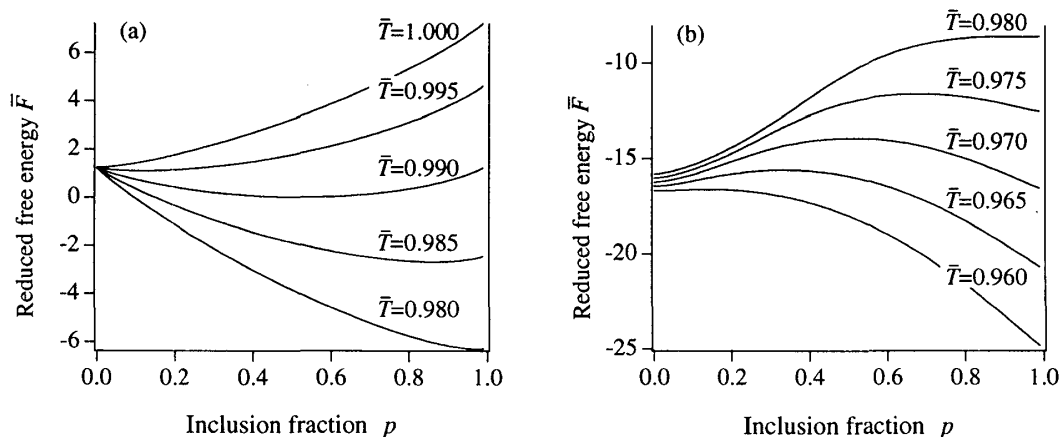 (a)
T̄=1.000
T̄=0.995
T̄=0.990
T̄=0.985
T̄=0.980
6
4
2
0
-2
-4
-6
0.0 0.2 0.4 0.6 0.8 1.0
Reduced free energy F̄
Inclusion fraction p
(b)
T̄=0.980
T̄=0.975
T̄=0.970
T̄=0.965
T̄=0.960
-10
-15
-20
-25
0.0 0.2 0.4 0.6 0.8 1.0
Reduced free energy F̄
Inclusion fraction p